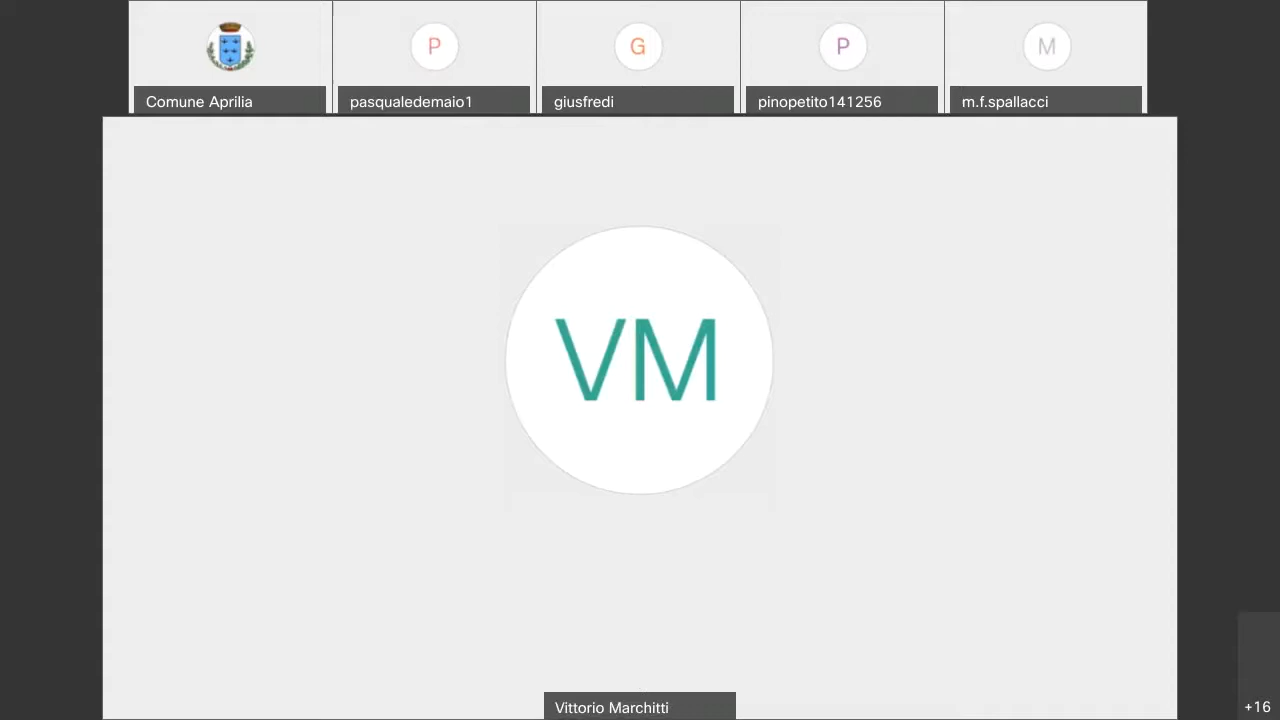 P
G
P
M
Comune Aprilia
pasqualedemaio1
giusfredi
pinopetito141256
m.f.spallacci
VM
Vittorio Marchitti
+16